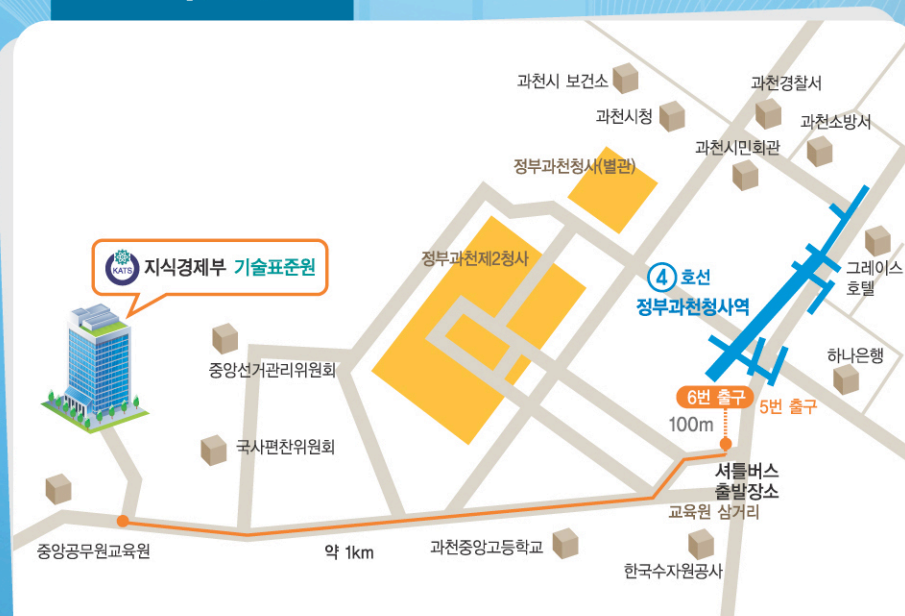 과천시 보건소
과천경찰서
과천시청
과천소방서
과천시민회관
정부과천청사(별관)
KATS 지식경제부 기술표준원
정부과천제2청사
④ 호선
정부과천청사역
그레이스
호텔
중앙선거관리위원회
하나은행
6번 출구
5번 출구
100m
국사편찬위원회
셔틀버스
출발장소
교육원 삼거리
중앙공무원교육원
약 1km
과천중앙고등학교
한국수자원공사